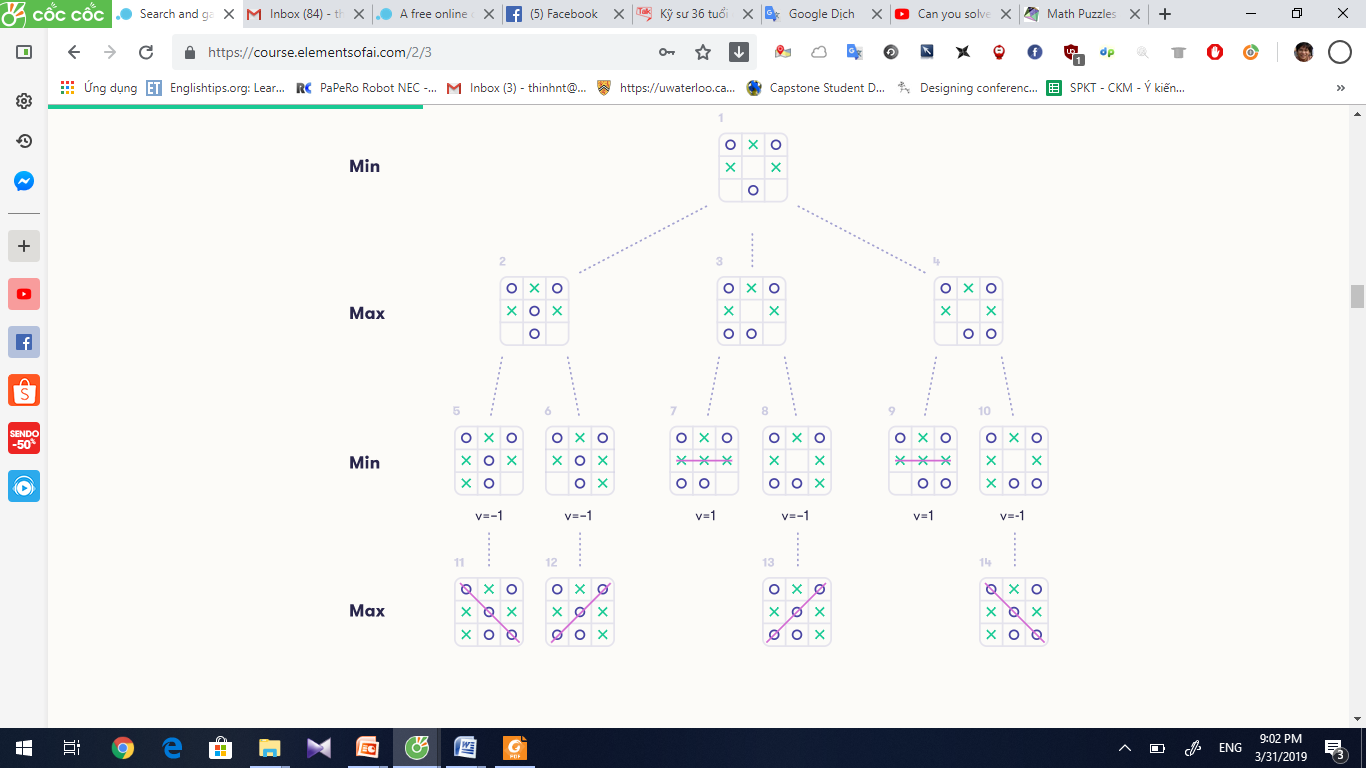 CỐC CỐC
Search and ga
Inbox (84) - th
A free online c
(5) Facebook
Kỹ sư 36 tuổi
Google Dịch
Can you solve
Math Puzzles
https://course.elementsofai.com/2/3
Ứng dụng
Englishtips.org: Lear...
PaPeRo Robot NEC -...
Inbox (3) - thinhnt@...
https://uwaterloo.ca...
Capstone Student D...
Designing conferenc...
SPKT - CKM - Ý kiến...
1
Min
O X O
X X
O
2 3 4
Max
O X O O X O O X O
X O X X X X X
O O O O O
5 6 7 8 9 10
Min
O X O O X O O X O O X O O X O O X O
X O X X O X X X X X X X X X X X
X O O X O O O O X O O X O O
v=−1 v=−1 v=1 v=−1 v=1 v=-1
11 12 13 14
Max
O X O O X O O X O O X O
X O X X O X X O X X O X
X O O O O X O O X X O O
SENDO
-50%
ENG
9:02 PM
3/31/2019
3